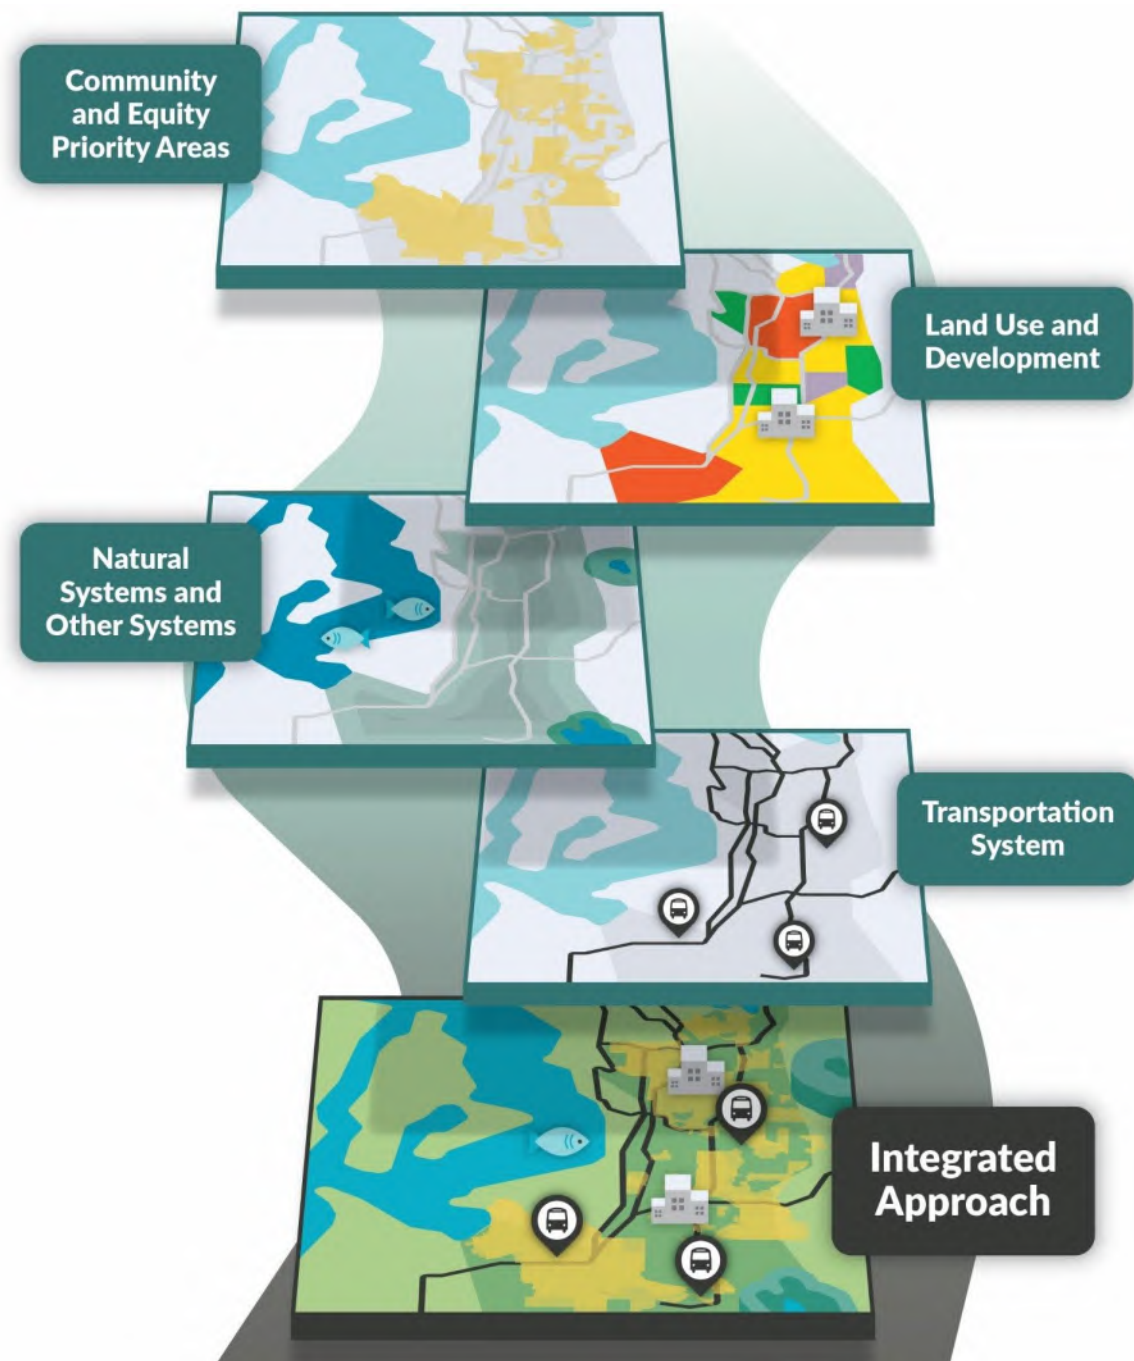 Community
and Equity
Priority Areas
Land Use and
Development
Natural
Systems and
Other Systems
Transportation
System
Integrated
Approach